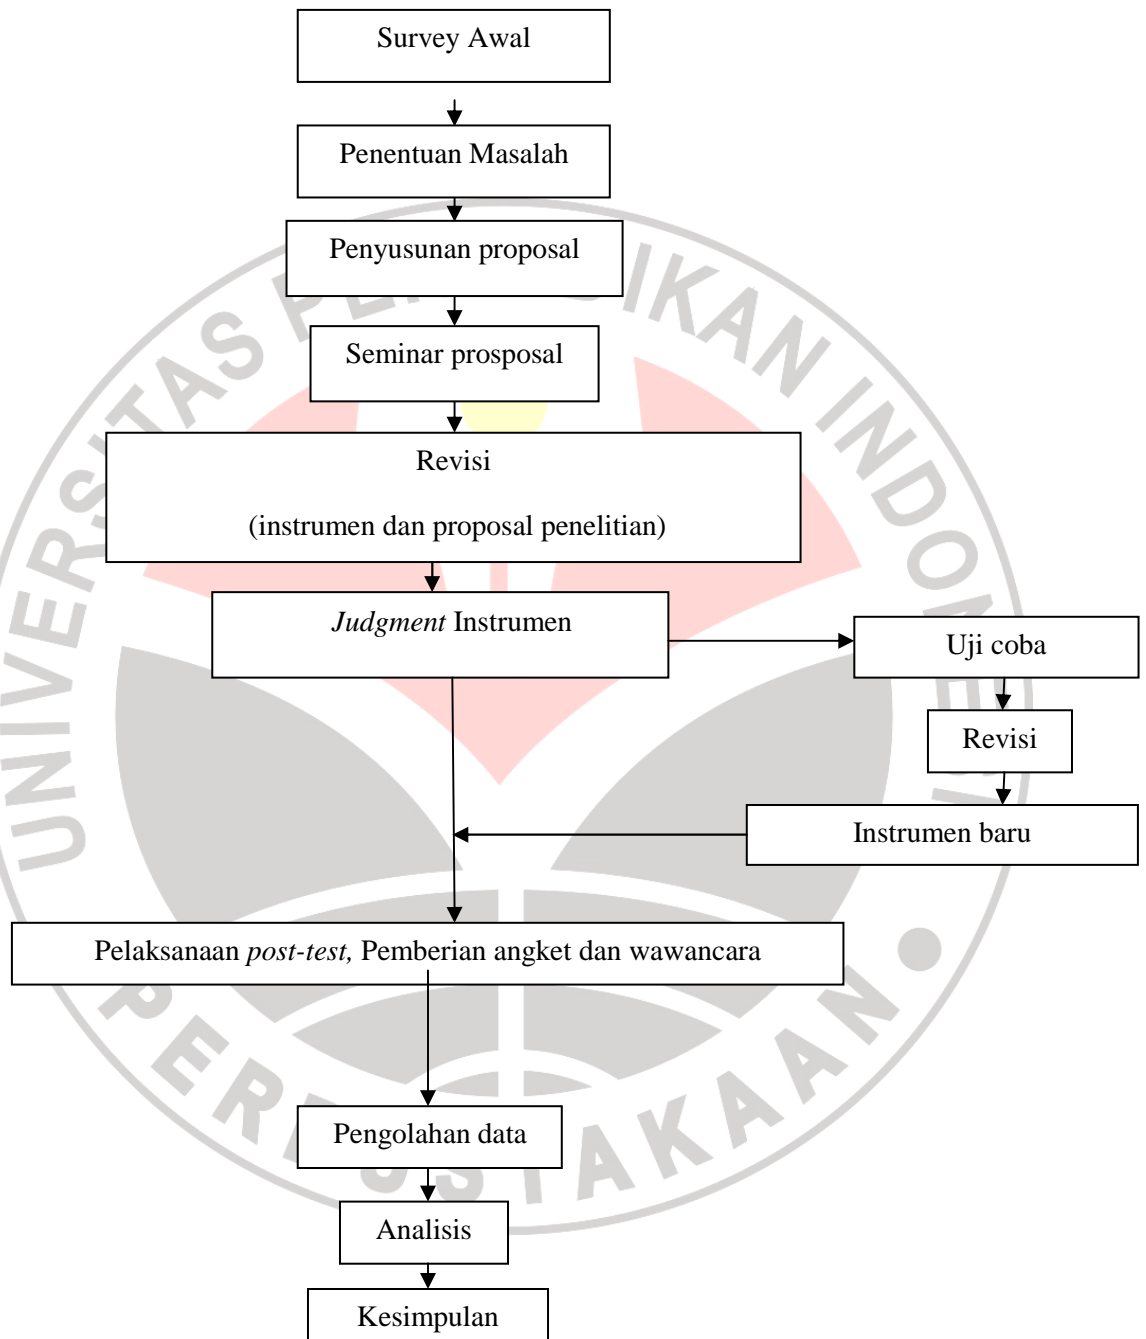 Survey Awal
Penentuan Masalah
Penyusunan proposal
Seminar prosposal
Revisi
(instrumen dan proposal penelitian)
Judgment Instrumen
Uji coba
Revisi
Instrumen baru
Pelaksanaan post-test, Pemberian angket dan wawancara
Pengolahan data
Analisis
Kesimpulan